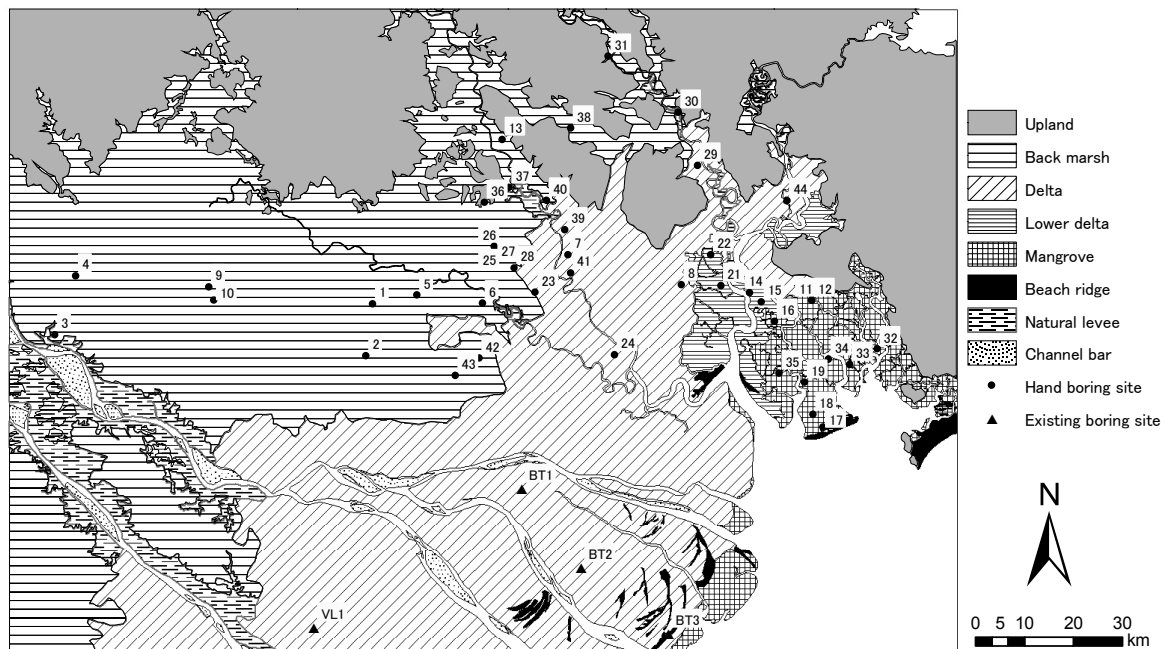 31
30
38
13
29
37
36
40
44
39
26
27
7
22
25
28
4
41
9
8
21
14
5
23
15
11
12
10
1
6
16
3
24
34
32
2
42
33
43
35
19
18
17
BT1
BT2
VL1
BT3
Upland
Back marsh
Delta
Lower delta
Mangrove
Beach ridge
Natural levee
Channel bar
Hand boring site
Existing boring site
N
0 5 10 20 30
km